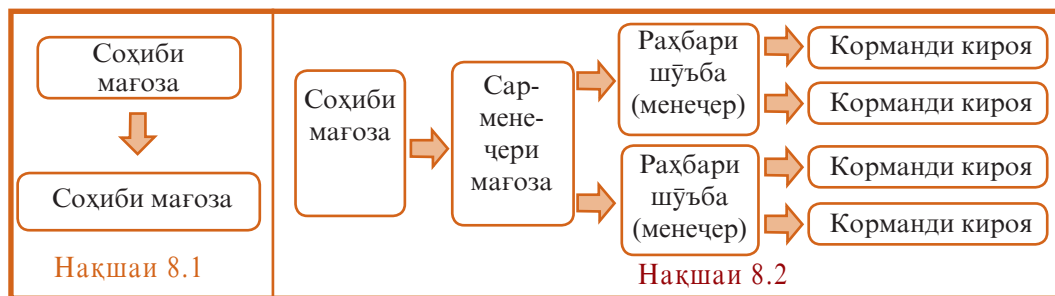 Соҳиби
мағоза
Соҳиби мағоза
Нақшаи 8.1
Соҳиби
мағоза
Сар-
мене-
ҷери
мағоза
Раҳбари
шӯъба
(менеҷер)
Корманди кироя
Корманди кироя
Раҳбари
шӯъба
(менеҷер)
Корманди кироя
Корманди кироя
Нақшаи 8.2